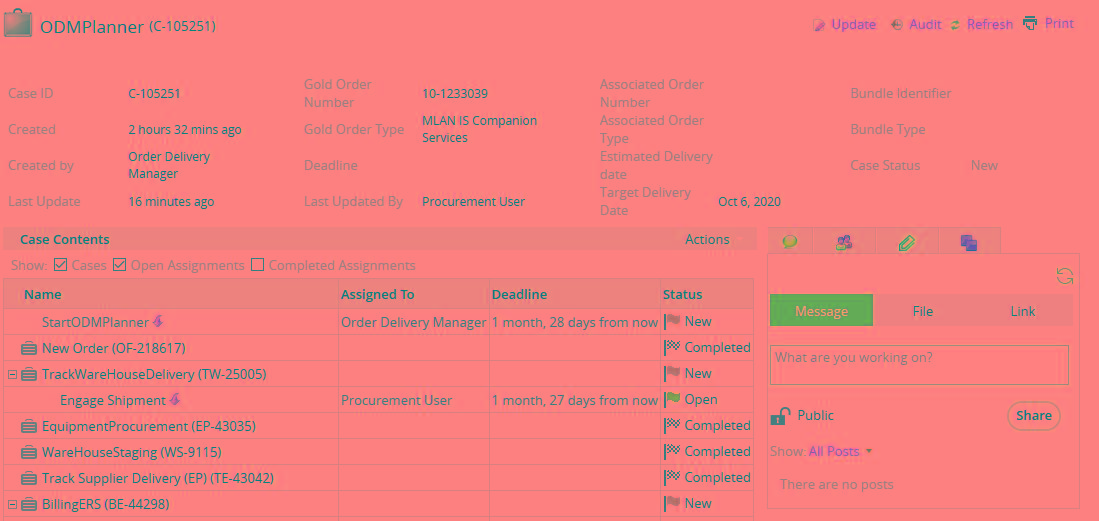 ODMPlanner (C-105251)
Update Audit Refresh Print
Case ID C-105251 Gold Order Number 10-1233039 Associated Order Number Bundle Identifier
Created 2 hours 32 mins ago Gold Order Type MLAN IS Companion Services Associated Order Type Bundle Type
Created by Order Delivery Manager Deadline Estimated Delivery date Case Status New
Last Update 16 minutes ago Last Updated By Procurement User Target Delivery Date Oct 6, 2020
Case Contents Actions
Show: Cases Open Assignments Completed Assignments
Name Assigned To Deadline Status
StartODMPlanner Order Delivery Manager 1 month, 28 days from now New
New Order (OF-218617) Completed
TrackWareHouseDelivery (TW-25005) New
Engage Shipment Procurement User 1 month, 27 days from now Open
EquipmentProcurement (EP-43035) Completed
WareHouseStaging (WS-9115) Completed
Track Supplier Delivery (EP) (TE-43042) Completed
BillingERS (BE-44298) New
Message File Link
What are you working on?
Public Share
Show: All Posts
There are no posts